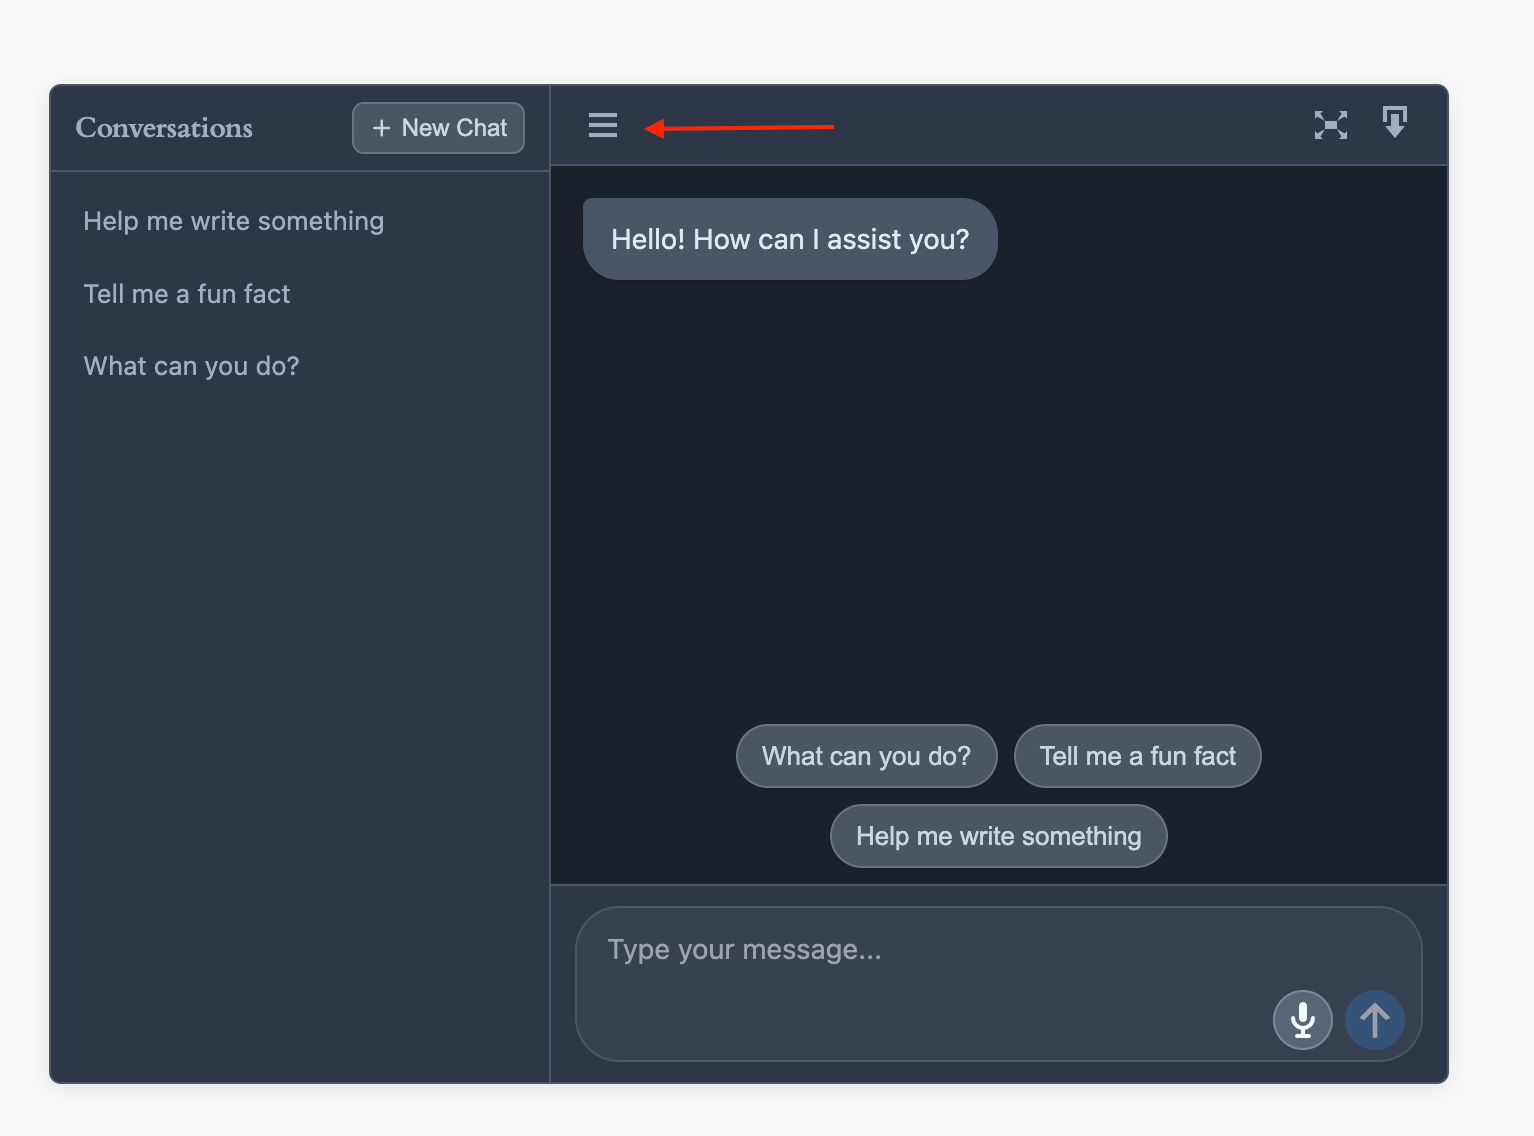 Conversations
+ New Chat
Help me write something
Tell me a fun fact
What can you do?
Hello! How can I assist you?
What can you do?
Tell me a fun fact
Help me write something
Type your message...